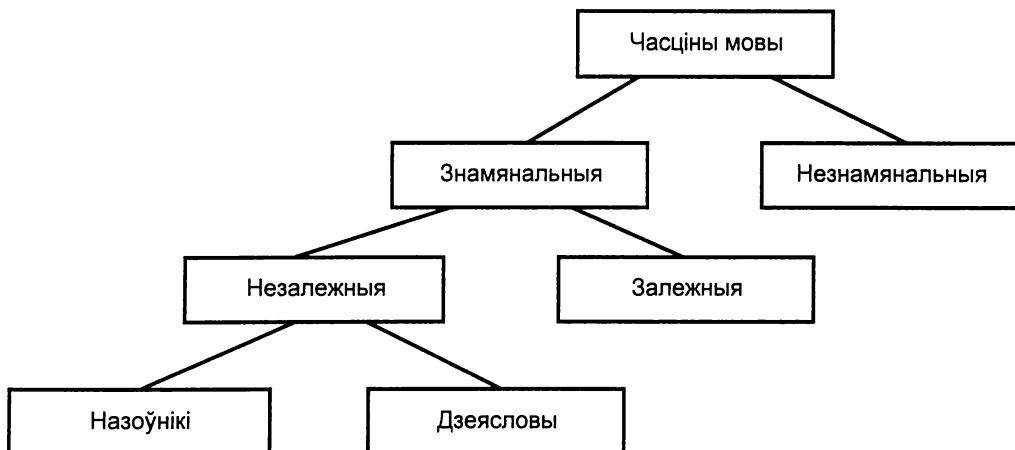 Часціны мовы
Знамянальныя
Незнамянальныя
Незалежныя
Залежныя
Назоўнікі
Дзеясловы